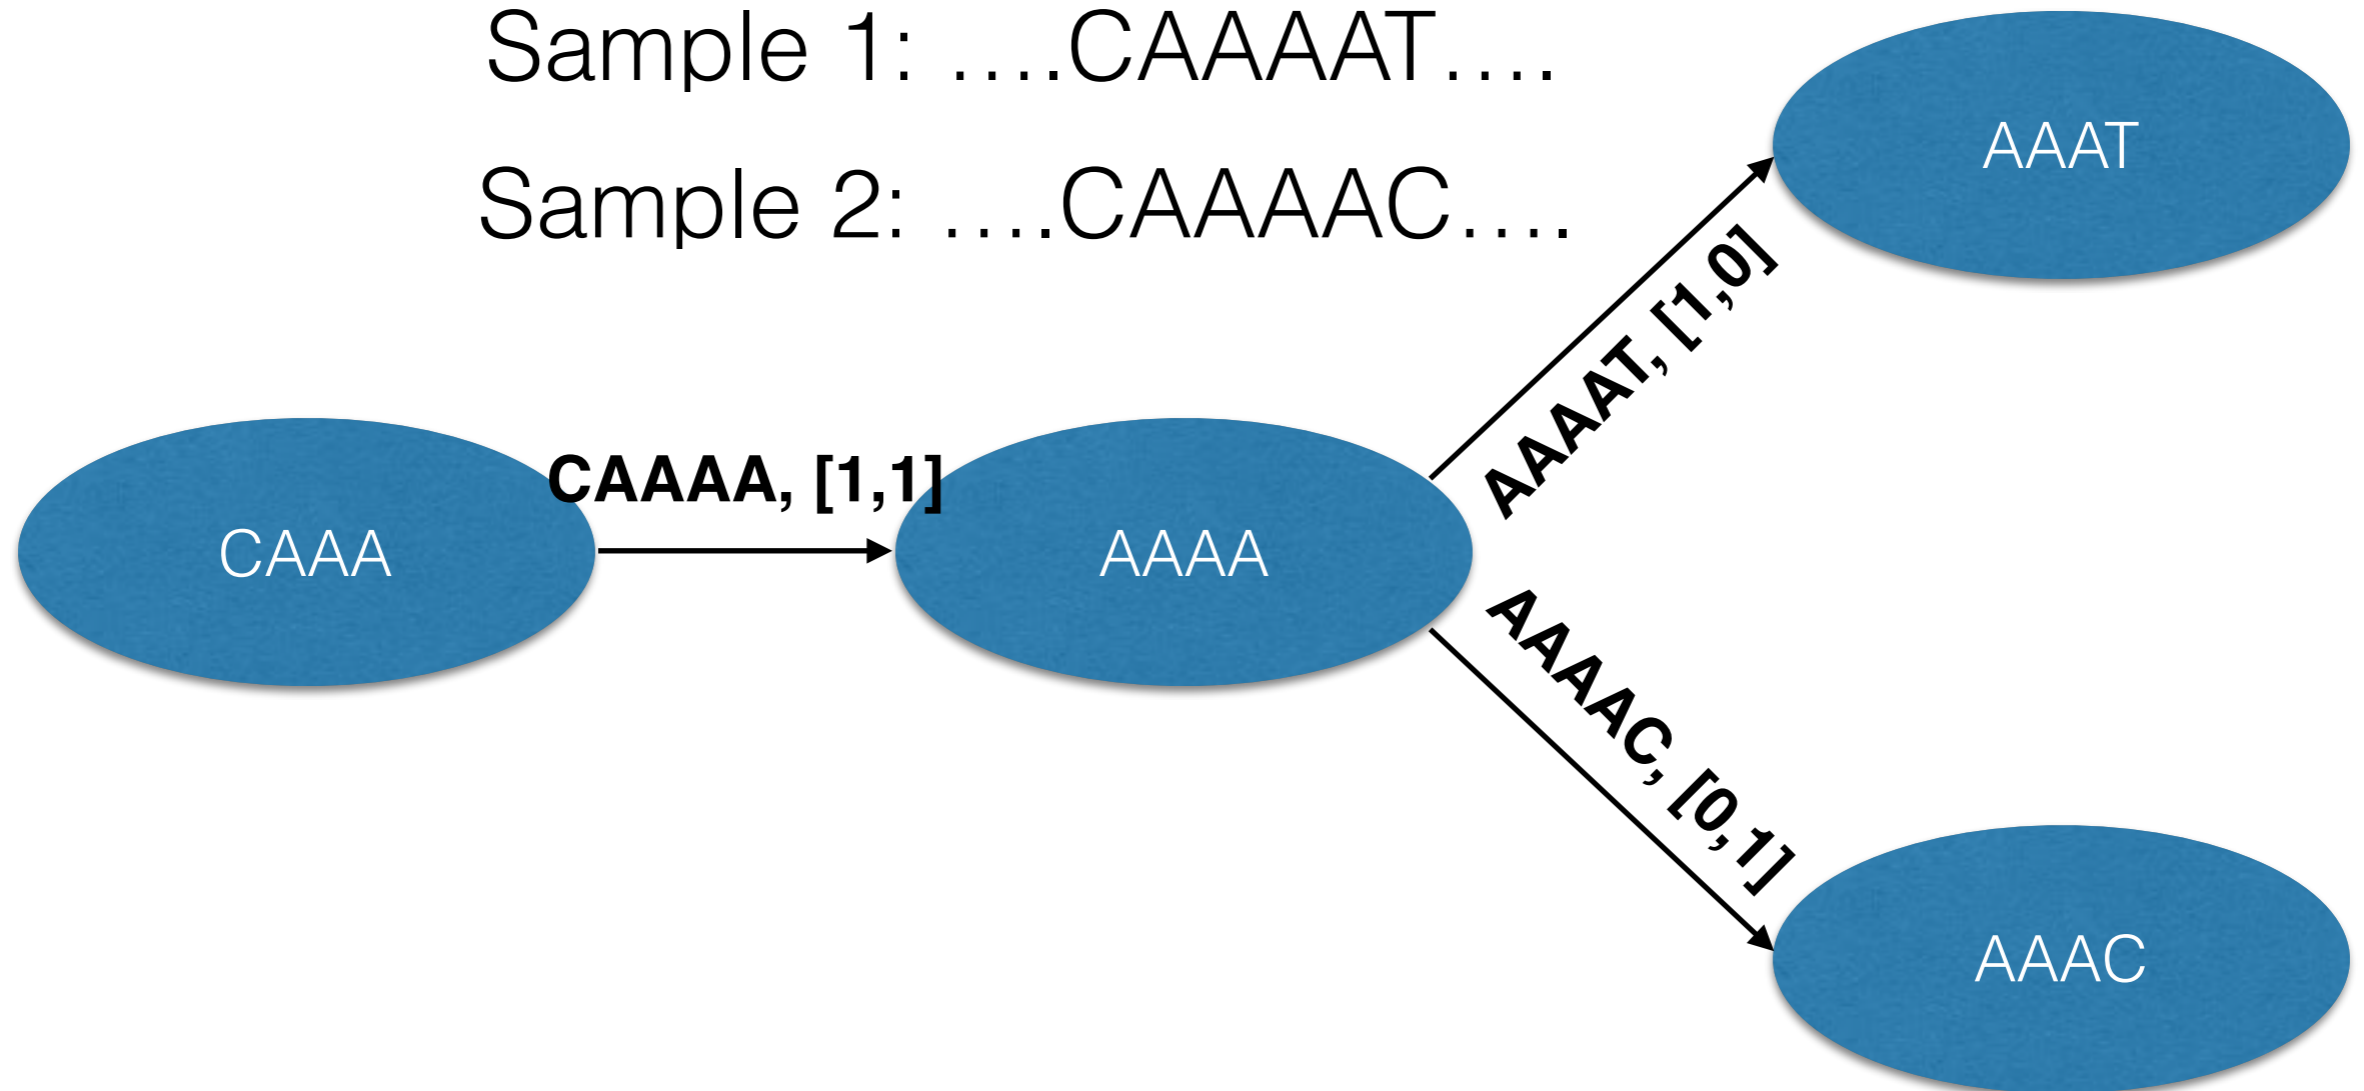 Sample 1: ….CAAAAT….
Sample 2: ….CAAAAC….
AAAT
AAAAT, [1,0]
CAAAA, [1,1]
CAAA
AAAA
AAAAC, [0,1]
AAAC